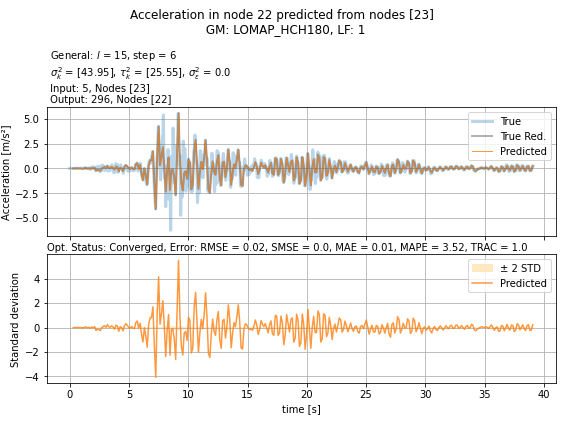 Acceleration in node 22 predicted from nodes [23]
GM: LOMAP_HCH180, LF: 1
General: l = 15, step = 6
σ²ₖ = [43.95], τ²ₖ = [25.55], σ²ε = 0.0
Input: 5, Nodes [23]
Output: 296, Nodes [22]
Acceleration [m/s²]
5.0
2.5
0.0
−2.5
−5.0
True
True Red.
Predicted
Opt. Status: Converged, Error: RMSE = 0.02, SMSE = 0.0, MAE = 0.01, MAPE = 3.52, TRAC = 1.0
Standard deviation
4
2
0
−2
−4
± 2 STD
Predicted
0 5 10 15 20 25 30 35 40
time [s]